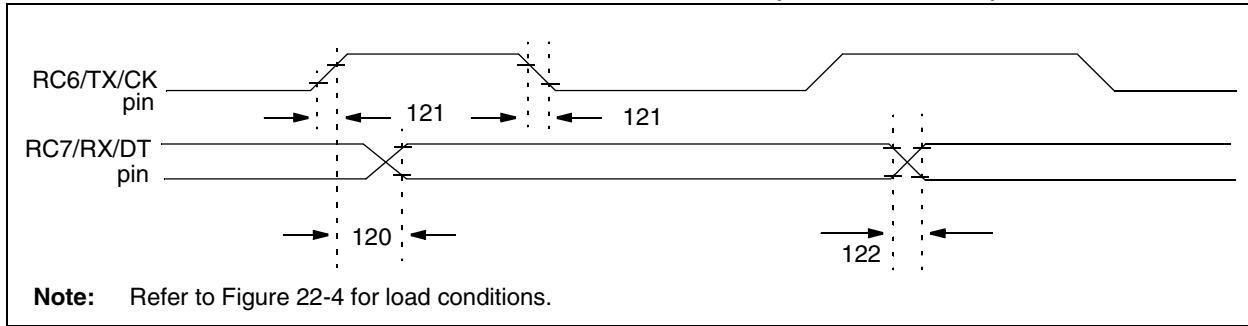 RC6/TX/CK
pin
121
121
RC7/RX/DT
pin
120
122
Note: Refer to Figure 22-4 for load conditions.